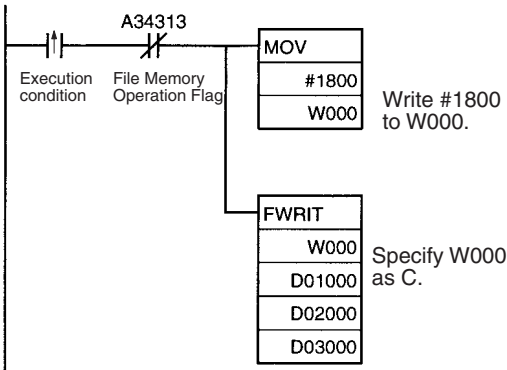 A34313
Execution
condition
File Memory
Operation Flag
MOV
#1800
W000
Write #1800
to W000.
FWRIT
W000
D01000
D02000
D03000
Specify W000
as C.